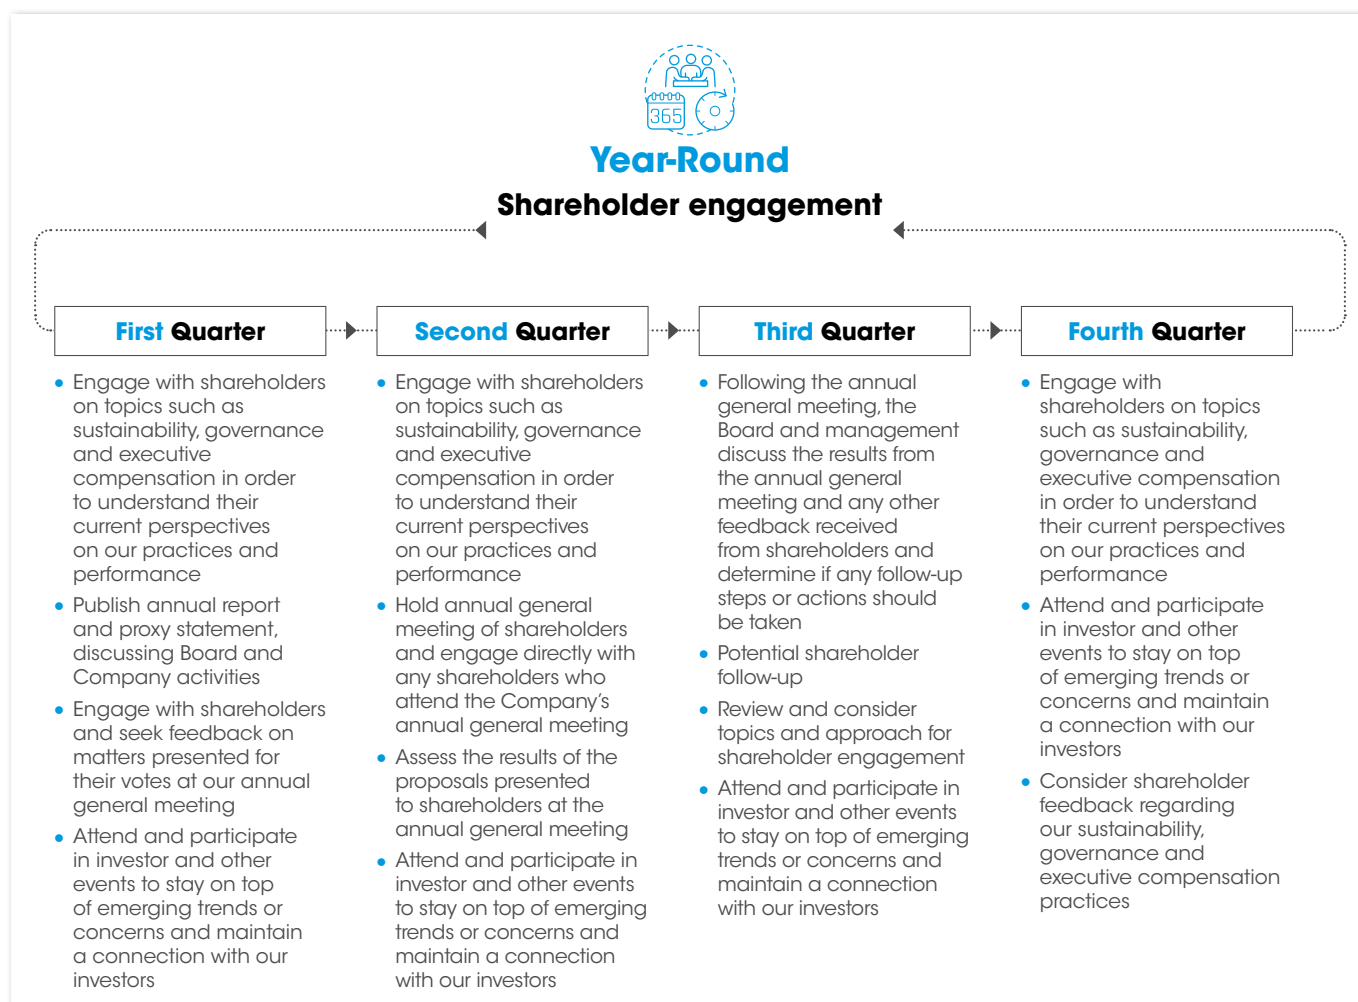 365
Year-Round
Shareholder engagement
First Quarter
• Engage with shareholders
on topics such as
sustainability, governance
and executive
compensation in order
to understand their
current perspectives
on our practices and
performance
• Publish annual report
and proxy statement,
discussing Board and
Company activities
• Engage with shareholders
and seek feedback on
matters presented for
their votes at our annual
general meeting
• Attend and participate
in investor and other
events to stay on top
of emerging trends or
concerns and maintain
a connection with our
investors
Second Quarter
• Engage with shareholders
on topics such as
sustainability, governance
and executive
compensation in order
to understand their
current perspectives
on our practices and
performance
• Hold annual general
meeting of shareholders
and engage directly with
any shareholders who
attend the Company’s
annual general meeting
• Assess the results of the
proposals presented
to shareholders at the
annual general meeting
• Attend and participate in
investor and other events
to stay on top of emerging
trends or concerns and
maintain a connection
with our investors
Third Quarter
• Following the annual
general meeting, the
Board and management
discuss the results from
the annual general
meeting and any other
feedback received
from shareholders and
determine if any follow-up
steps or actions should
be taken
• Potential shareholder
follow-up
• Review and consider
topics and approach for
shareholder engagement
• Attend and participate in
investor and other events
to stay on top of emerging
trends or concerns and
maintain a connection
with our investors
Fourth Quarter
• Engage with
shareholders on topics
such as sustainability,
governance and
executive compensation
in order to understand
their current perspectives
on our practices and
performance
• Attend and participate
in investor and other
events to stay on top
of emerging trends or
concerns and maintain
a connection with our
investors
• Consider shareholder
feedback regarding
our sustainability,
governance and
executive compensation
practices